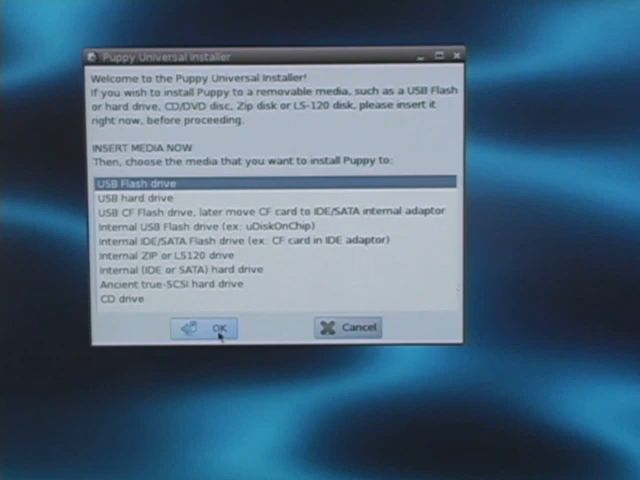 Puppy Universal Installer
Welcome to the Puppy Universal Installer!
If you wish to install Puppy to a removable media, such as a USB Flash
or hard drive, CD/DVD disc, Zip disk or LS-120 disk, please insert it
right now, before proceeding.
INSERT MEDIA NOW
Then, choose the media that you want to install Puppy to:
USB Flash drive
USB hard drive
USB CF Flash drive, later move CF card to IDE/SATA internal adaptor
Internal USB Flash drive (ex: uDiskOnChip)
Internal IDE/SATA Flash drive (ex: CF card in IDE adaptor)
Internal ZIP or LS120 drive
Internal (IDE or SATA) hard drive
Ancient true-SCSI hard drive
CD drive
OK Cancel